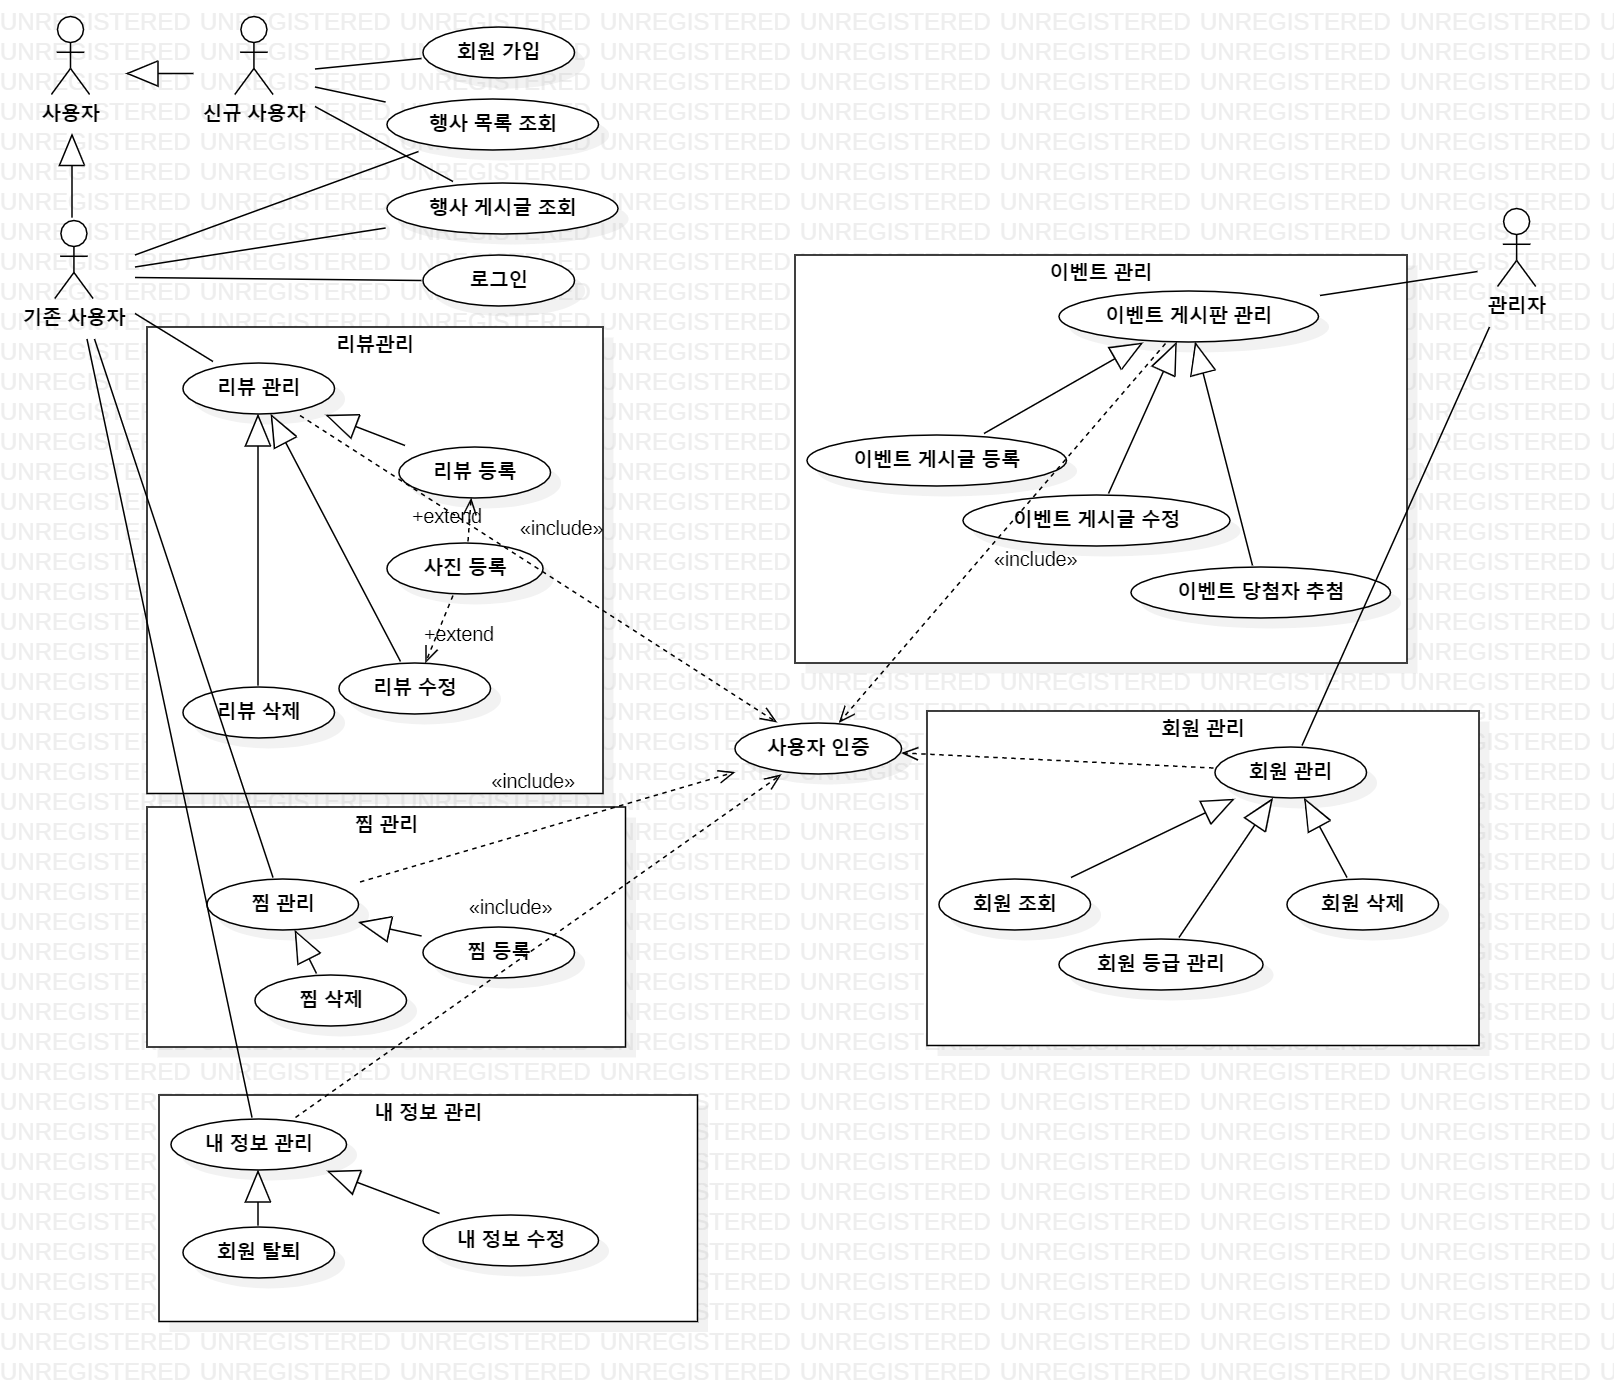 사용자
신규 사용자
회원 가입
행사 목록 조회
행사 게시글 조회
로그인
기존 사용자
관리자
리뷰관리
리뷰 관리
리뷰 등록
+extend
«include»
사진 등록
+extend
리뷰 수정
리뷰 삭제
«include»
이벤트 관리
이벤트 게시판 관리
이벤트 게시글 등록
이벤트 게시글 수정
«include»
이벤트 당첨자 추첨
사용자 인증
회원 관리
회원 관리
회원 조회
회원 등급 관리
회원 삭제
찜 관리
찜 관리
«include»
찜 등록
찜 삭제
내 정보 관리
내 정보 관리
회원 탈퇴
내 정보 수정
UNREGISTERED